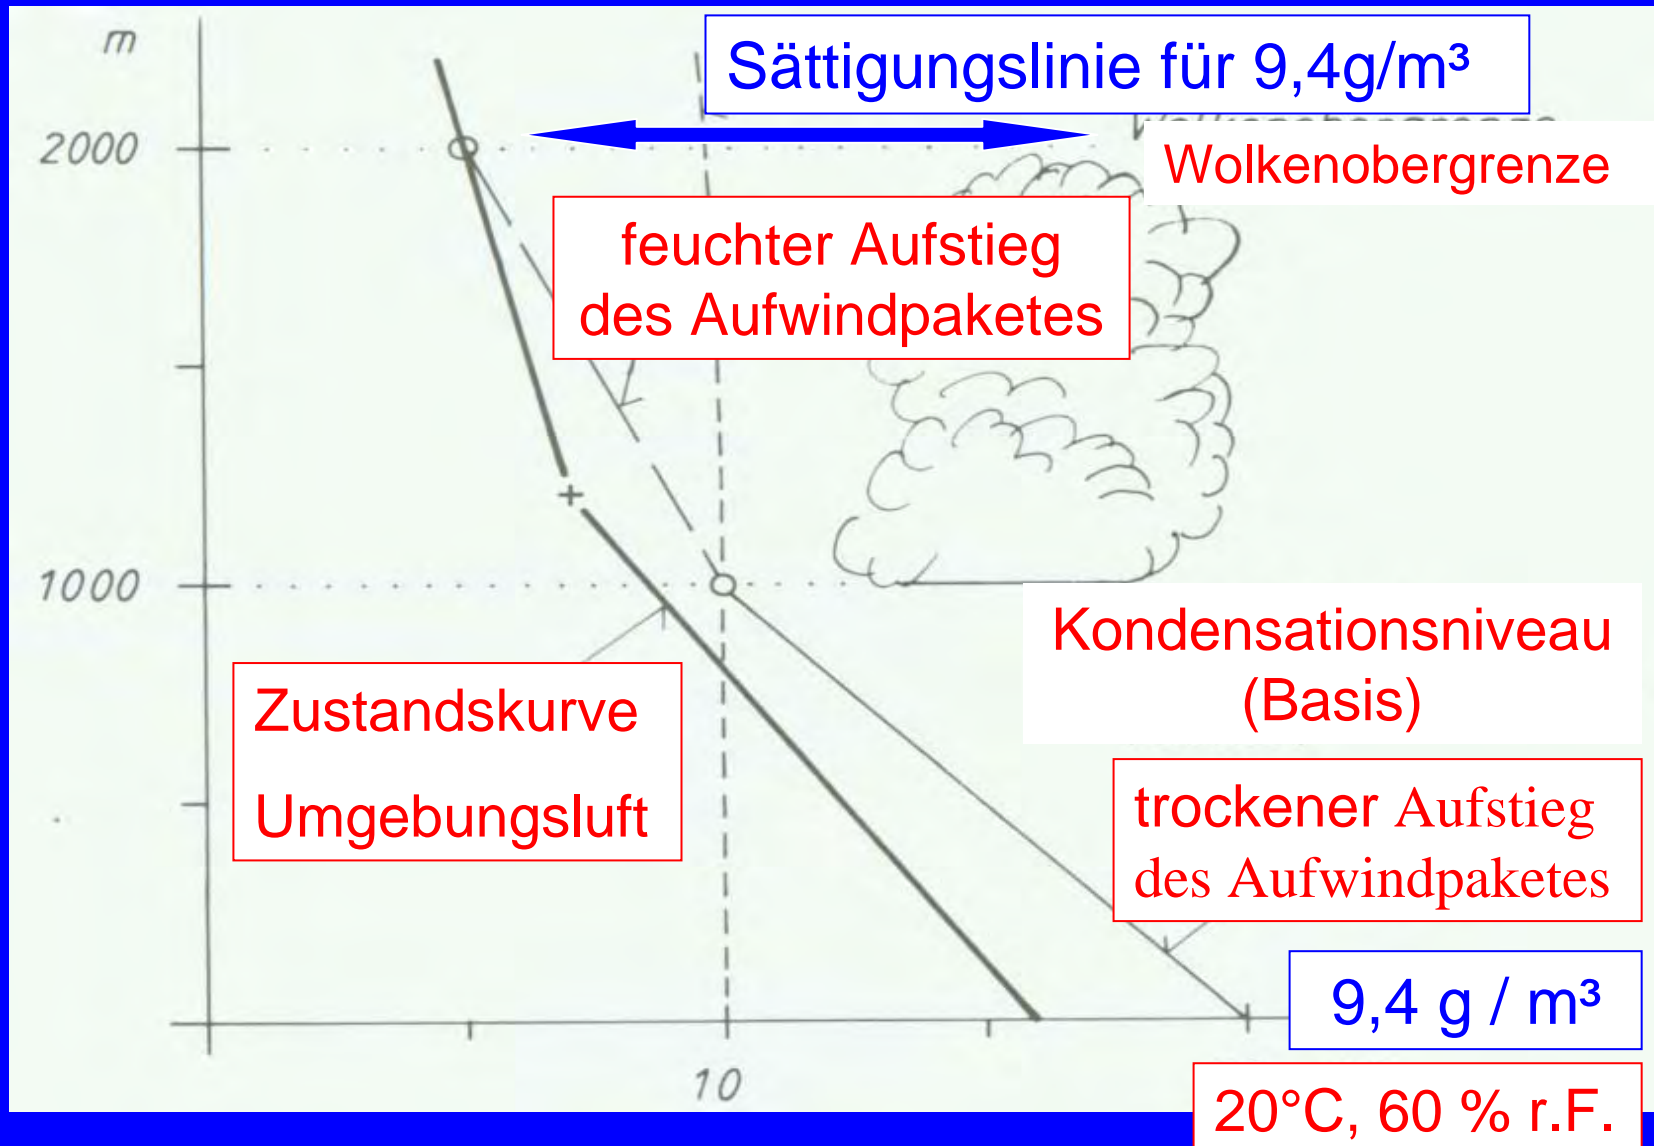 m
Sättigungslinie für 9,4g/m³
2000
Wolkenobergrenze
feuchter Aufstieg
des Aufwindpaketes
1000
Kondensationsniveau
(Basis)
Zustandskurve
Umgebungsluft
trockener Aufstieg
des Aufwindpaketes
9,4 g / m³
10
20°C, 60 % r.F.